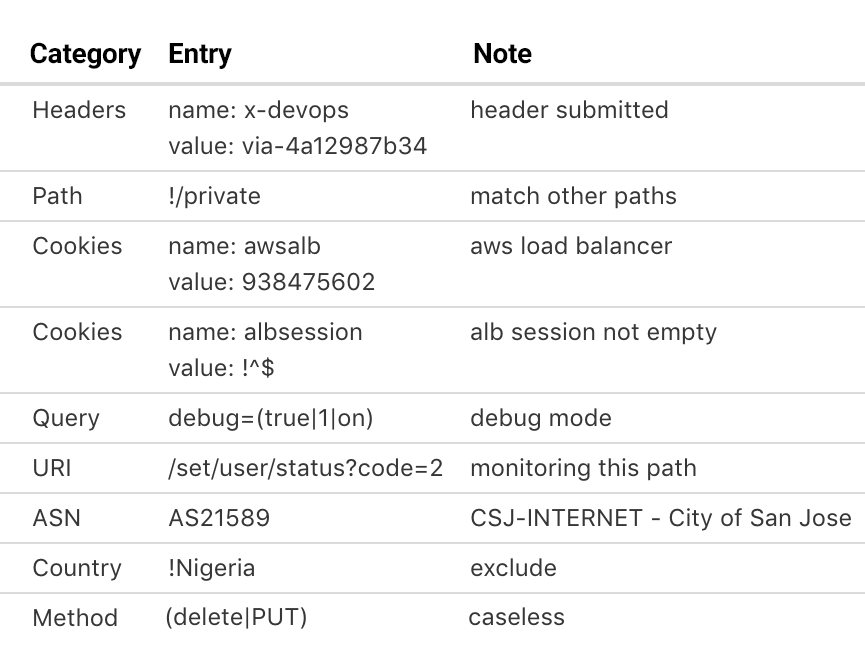 Category Entry Note
Headers name: x-devops header submitted
value: via-4a12987b34
Path !/private match other paths
Cookies name: awsalb aws load balancer
value: 938475602
Cookies name: albsession alb session not empty
value: !^$
Query debug=(true|1|on) debug mode
URI /set/user/status?code=2 monitoring this path
ASN AS21589 CSJ-INTERNET - City of San Jose
Country !Nigeria exclude
Method (delete|PUT) caseless